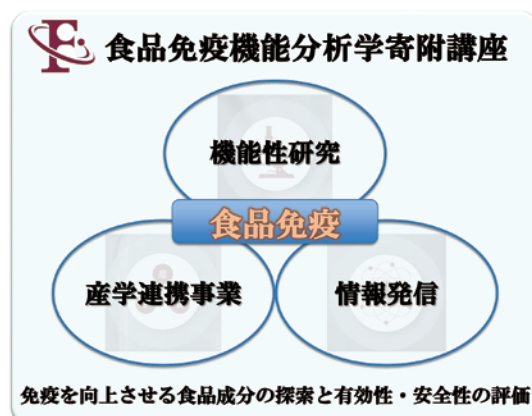 食品免疫機能分析学寄附講座
機能性研究
食品免疫
産学連携事業
情報発信
免疫を向上させる食品成分の探索と有効性・安全性の評価